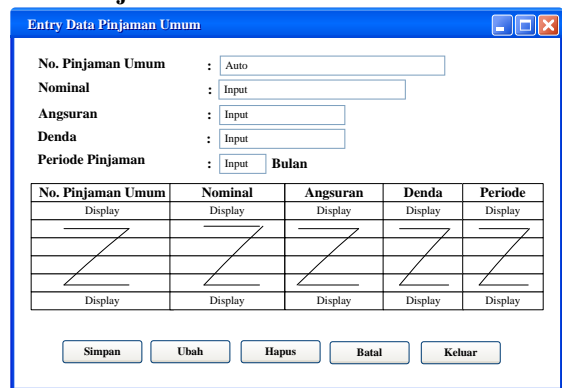 Entry Data Pinjaman Umum
No. Pinjaman Umum : Auto
Nominal : Input
Angsuran : Input
Denda : Input
Periode Pinjaman : Input Bulan
No. Pinjaman Umum Nominal Angsuran Denda Periode
Display Display Display Display Display
Display Display Display Display Display
Simpan Ubah Hapus Batal Keluar